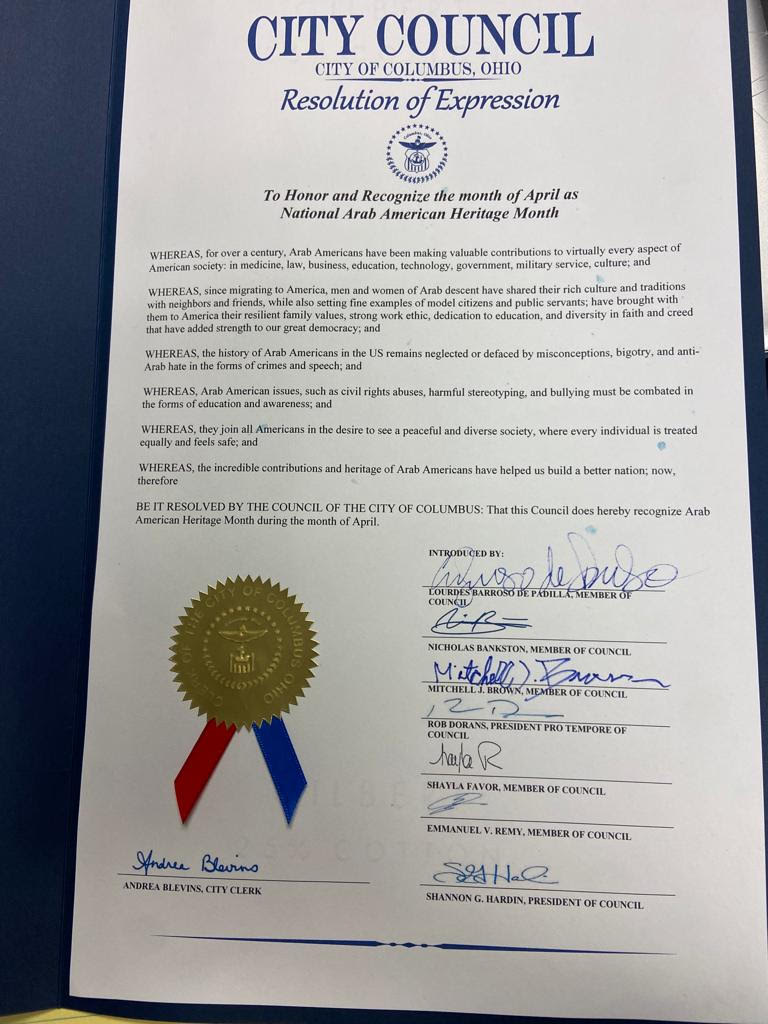 CITY COUNCIL
CITY OF COLUMBUS, OHIO
Resolution of Expression
To Honor and Recognize the month of April as
National Arab American Heritage Month
WHEREAS, for over a century, Arab Americans have been making valuable contributions to virtually every aspect of
American society: in medicine, law, business, education, technology, government, military service, culture; and
WHEREAS, since migrating to America, men and women of Arab descent have shared their rich culture and traditions
with neighbors and friends, while also setting fine examples of model citizens and public servants; have brought with
them to America their resilient family values, strong work ethic, dedication to education, and diversity in faith and creed
that have added strength to our great democracy; and
WHEREAS, the history of Arab Americans in the US remains neglected or defaced by misconceptions, bigotry, and anti-
Arab hate in the forms of crimes and speech; and
WHEREAS, Arab American issues, such as civil rights abuses, harmful stereotyping, and bullying must be combated in
the forms of education and awareness; and
WHEREAS, they join all Americans in the desire to see a peaceful and diverse society, where every individual is treated
equally and feels safe; and
WHEREAS, the incredible contributions and heritage of Arab Americans have helped us build a better nation; now,
therefore
BE IT RESOLVED BY THE COUNCIL OF THE CITY OF COLUMBUS: That this Council does hereby recognize Arab
American Heritage Month during the month of April.
INTRODUCED BY:
LOURDES BARROSO DE PADILLA, MEMBER OF
COUNCIL
NICHOLAS BANKSTON, MEMBER OF COUNCIL
Mitchell J. Brown
MITCHELL J. BROWN, MEMBER OF COUNCIL
ROB DORANS, PRESIDENT PRO TEMPORE OF
COUNCIL
SHAYLA FAVOR, MEMBER OF COUNCIL
EMMANUEL V. REMY, MEMBER OF COUNCIL
SHANNON G. HARDIN, PRESIDENT OF COUNCIL
THE CITY OF COLUMBUS OHIO
Andrea Blevins
ANDREA BLEVINS, CITY CLERK